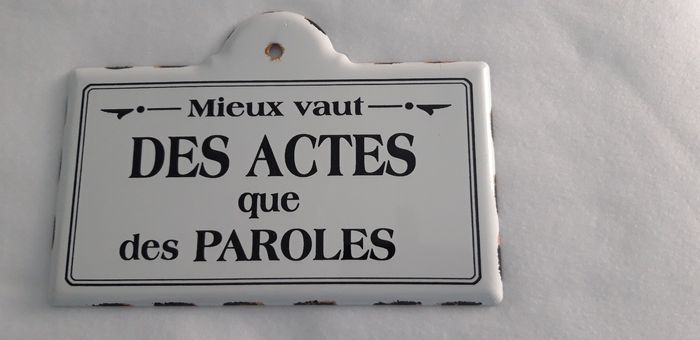 Mieux vaut
DES ACTES
que
des PAROLES